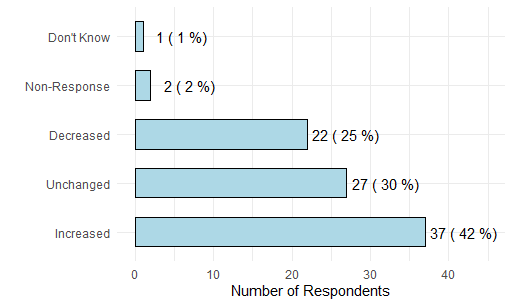 Don't Know 1 ( 1 %)
Non-Response 2 ( 2 %)
Decreased 22 ( 25 %)
Unchanged 27 ( 30 %)
Increased 37 ( 42 %)
0 10 20 30 40
Number of Respondents